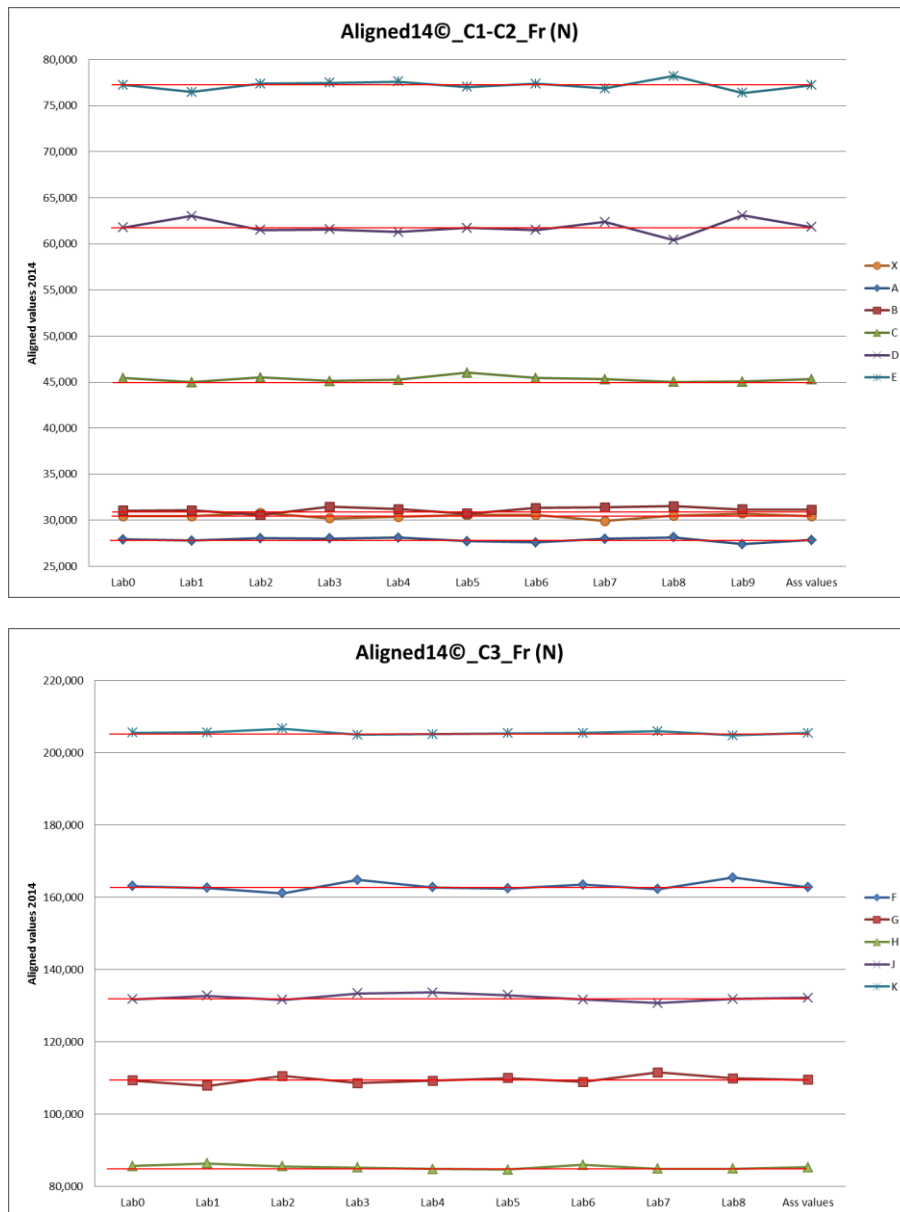 Aligned14©_C1-C2_Fr (N)
80,000
75,000
70,000
65,000
60,000
55,000
50,000
45,000
40,000
35,000
30,000
25,000
Aligned values 2014
Lab0 Lab1 Lab2 Lab3 Lab4 Lab5 Lab6 Lab7 Lab8 Lab9 Ass values
X
A
B
C
D
E
Aligned14©_C3_Fr (N)
220,000
200,000
180,000
160,000
140,000
120,000
100,000
80,000
Aligned values 2014
Lab0 Lab1 Lab2 Lab3 Lab4 Lab5 Lab6 Lab7 Lab8 Ass values
F
G
H
J
K